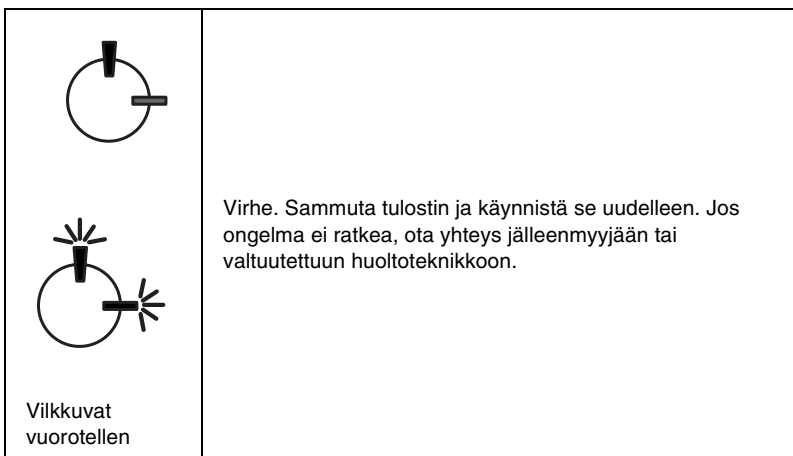 Virhe. Sammuta tulostin ja käynnistä se uudelleen. Jos
ongelma ei ratkea, ota yhteys jälleenmyyjään tai
valtuutettuun huoltoteknikkoon.
Vilkkuvat
vuorotellen